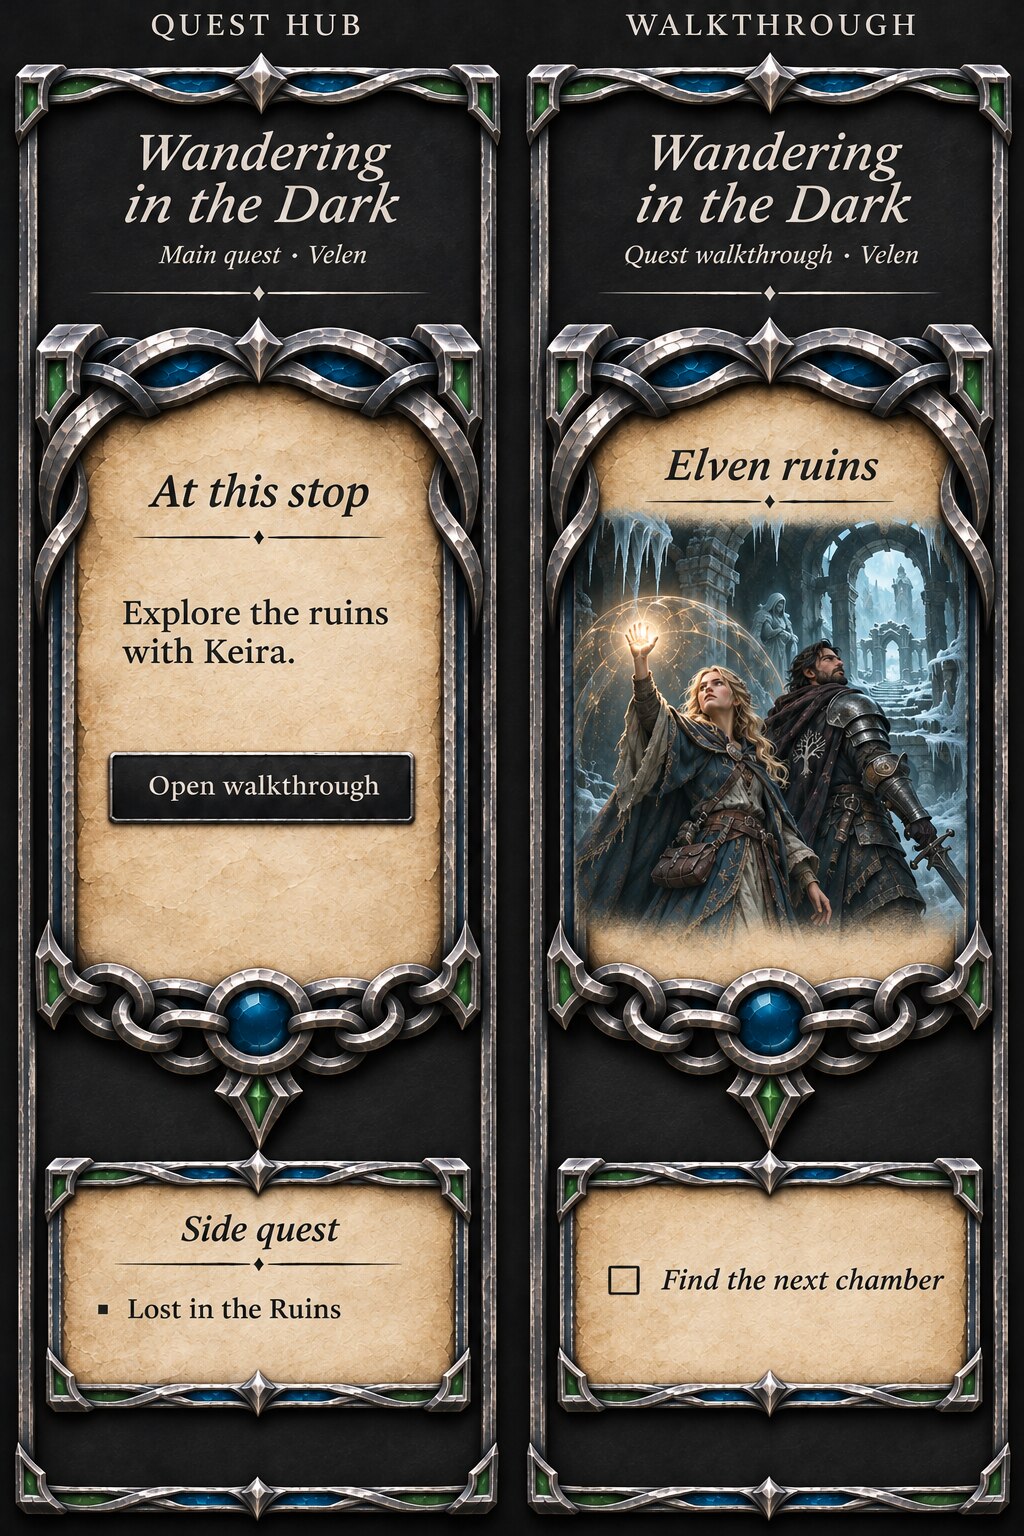 QUEST HUB
Wandering
in the Dark
Main quest · Velen
At this stop
Explore the ruins
with Keira.
Open walkthrough
Side quest
▪ Lost in the Ruins
WALKTHROUGH
Wandering
in the Dark
Quest walkthrough · Velen
Elven ruins
Find the next chamber